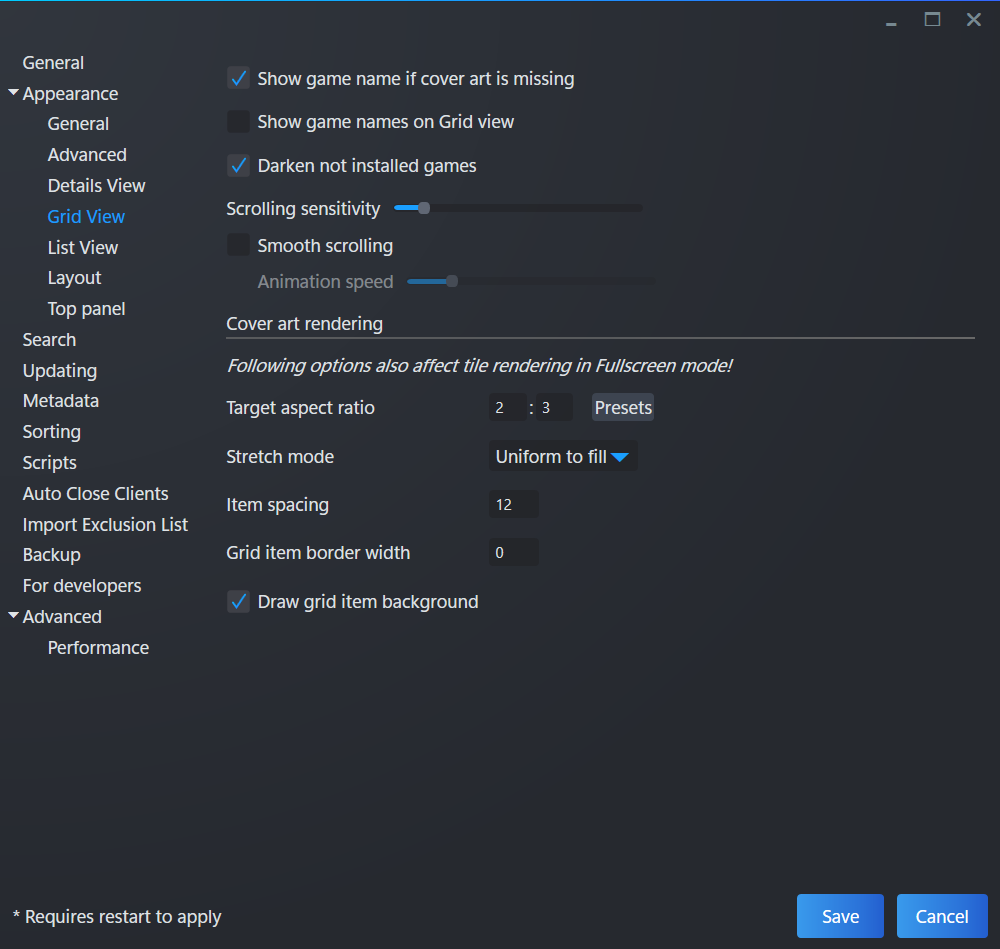 General
Appearance
General
Advanced
Details View
Grid View
List View
Layout
Top panel
Search
Updating
Metadata
Sorting
Scripts
Auto Close Clients
Import Exclusion List
Backup
For developers
Advanced
Performance
Show game name if cover art is missing
Show game names on Grid view
Darken not installed games
Scrolling sensitivity
Smooth scrolling
Animation speed
Cover art rendering
Following options also affect tile rendering in Fullscreen mode!
Target aspect ratio 2 : 3 Presets
Stretch mode Uniform to fill
Item spacing 12
Grid item border width 0
Draw grid item background
* Requires restart to apply
Save Cancel